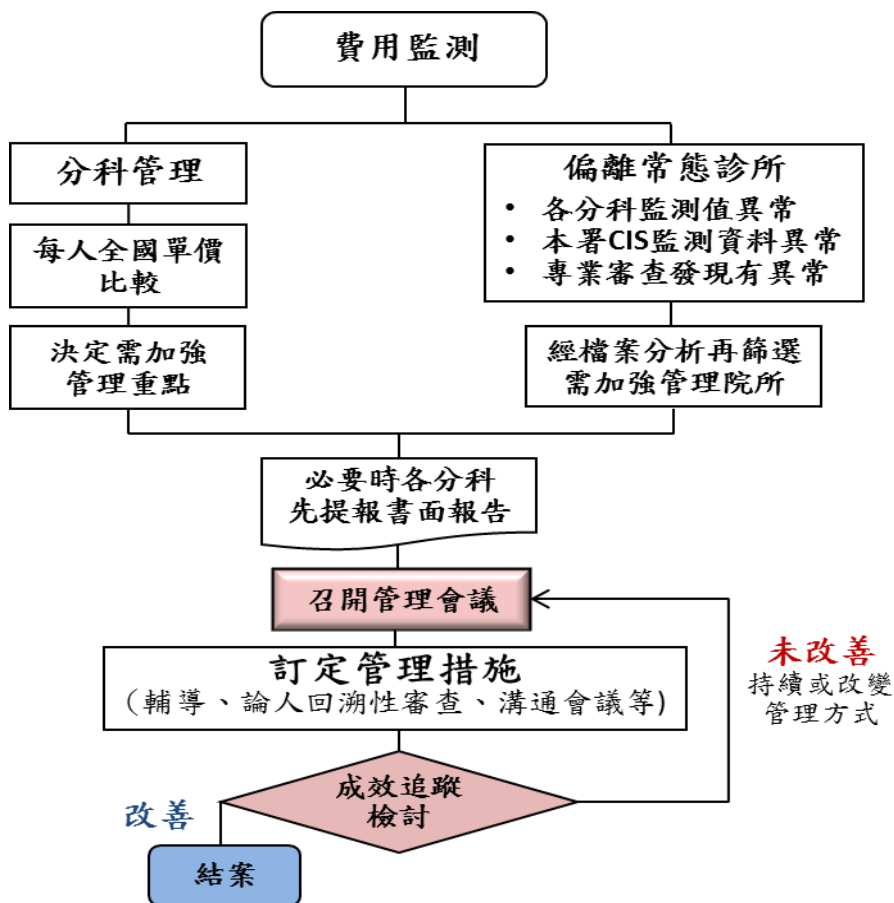 費用監測
分科管理
每人全國單價
比較
決定需加強
管理重點
偏離常態診所
• 各分科監測值異常
• 本署CIS監測資料異常
• 專業審查發現有異常
經檔案分析再篩選
需加強管理院所
必要時各分科
先提報書面報告
召開管理會議
訂定管理措施
（輔導、論人回溯性審查、溝通會議等)
成效追蹤
檢討
未改善
持續或改變
管理方式
改善
結案